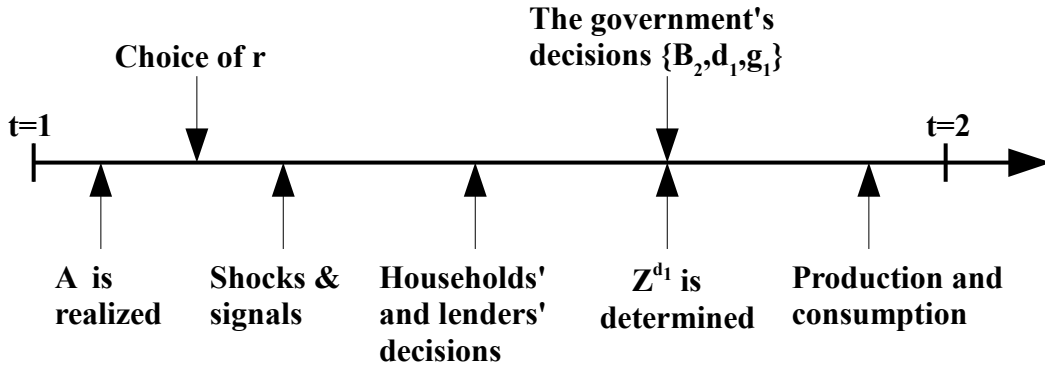 The government's
decisions {B₂,d₁,g₁}
Choice of r
t=1
t=2
A is
realized
Shocks &
signals
Households'
and lenders'
decisions
Z^{d₁} is
determined
Production and
consumption